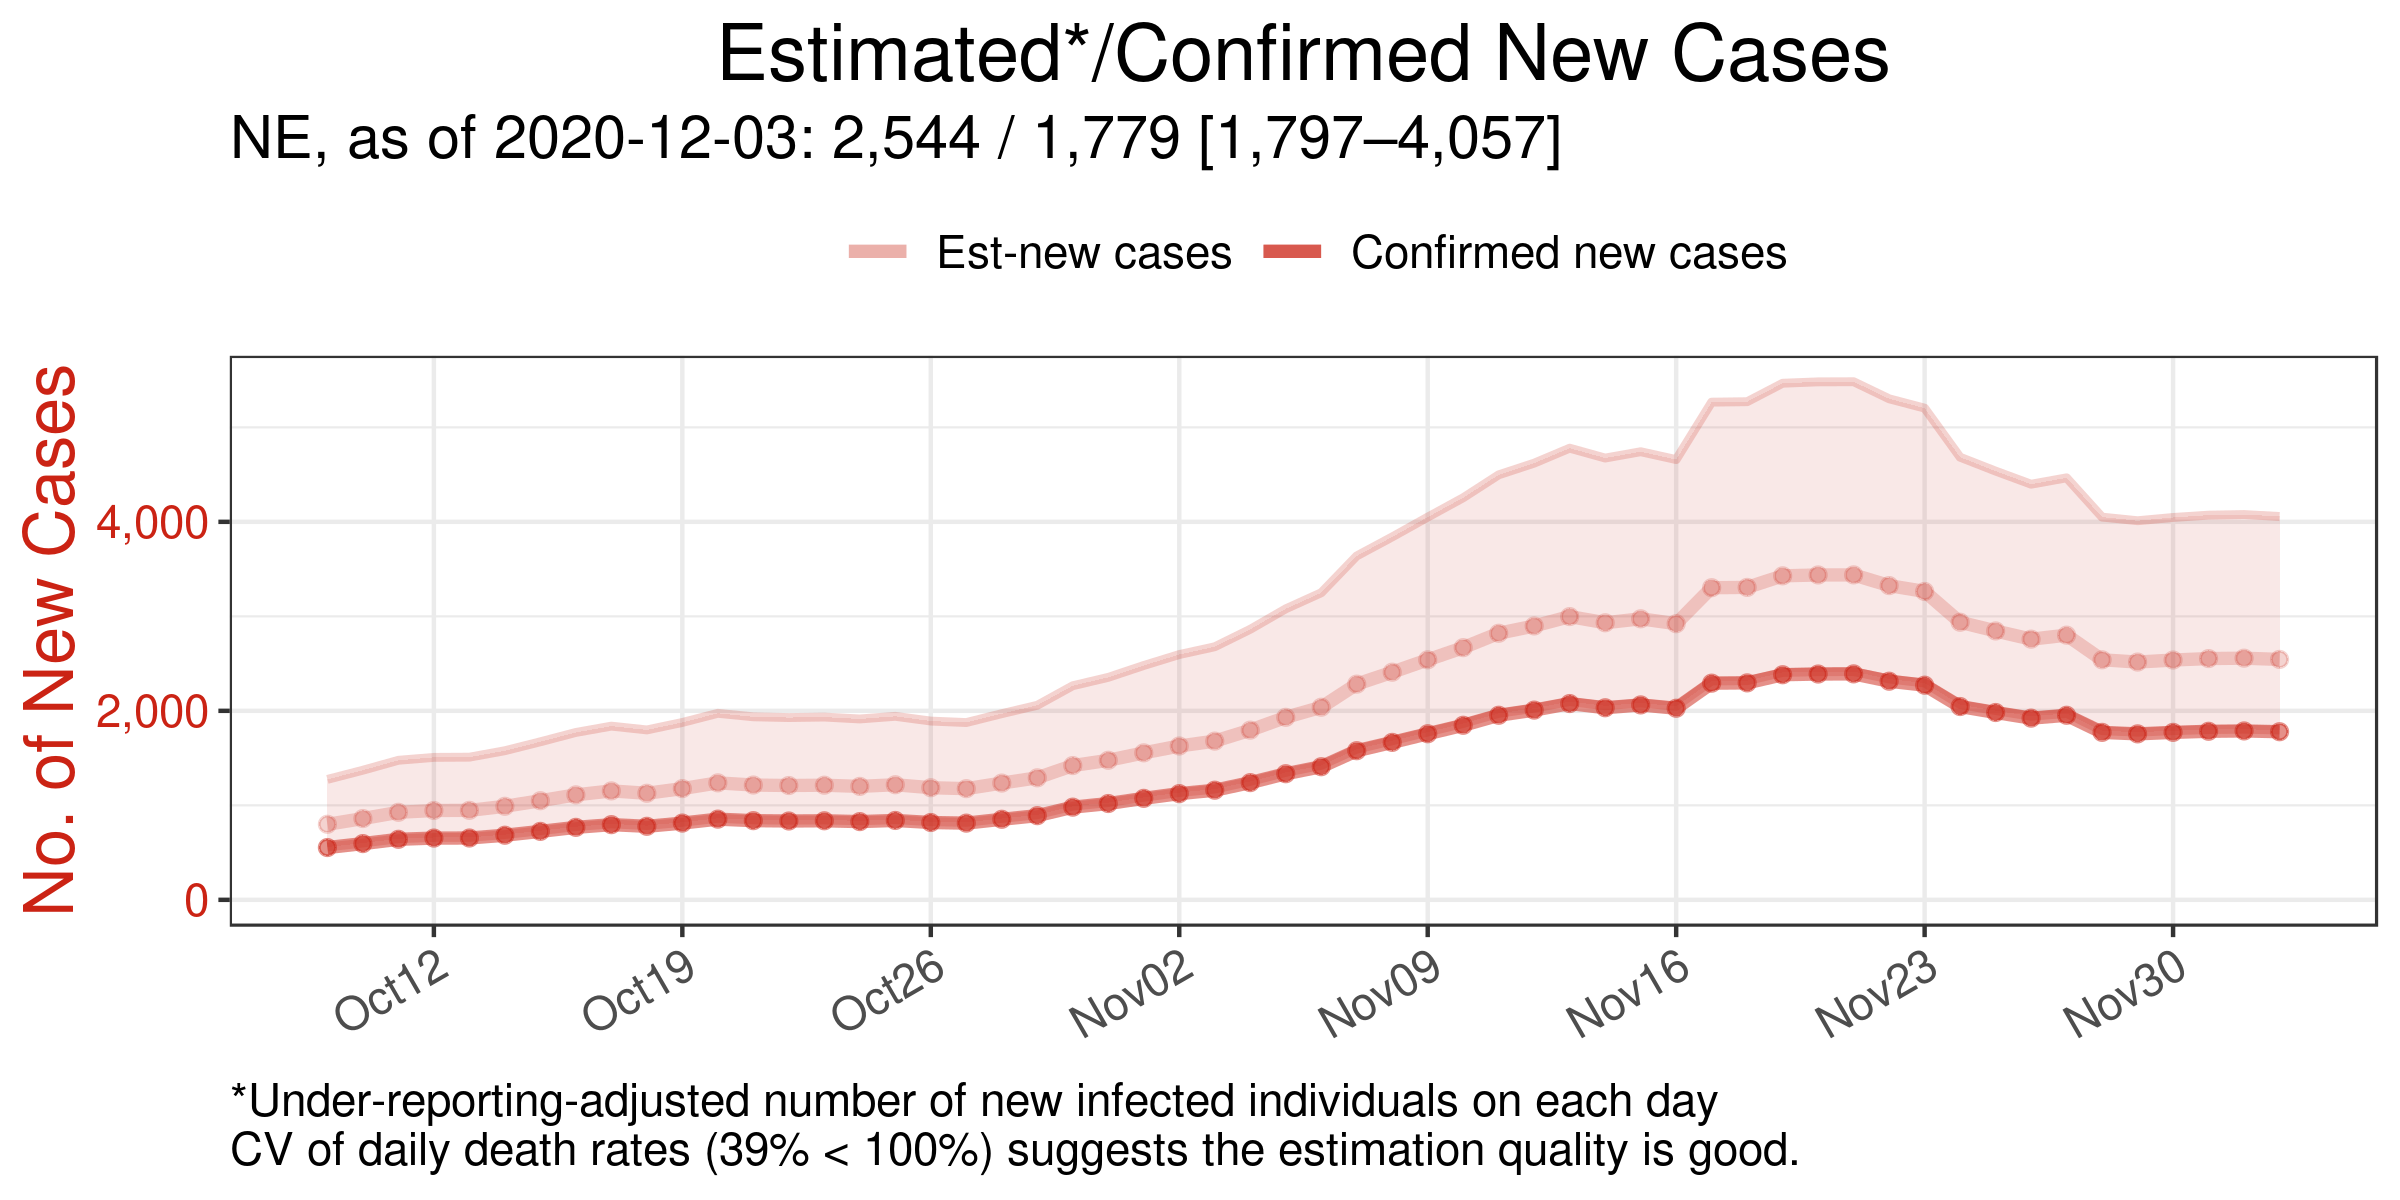 Estimated*/Confirmed New Cases
NE, as of 2020-12-03: 2,544 / 1,779 [1,797–4,057]
Est-new cases
Confirmed new cases
No. of New Cases
4,000
2,000
0
Oct12
Oct19
Oct26
Nov02
Nov09
Nov16
Nov23
Nov30
*Under-reporting-adjusted number of new infected individuals on each day
CV of daily death rates (39% < 100%) suggests the estimation quality is good.